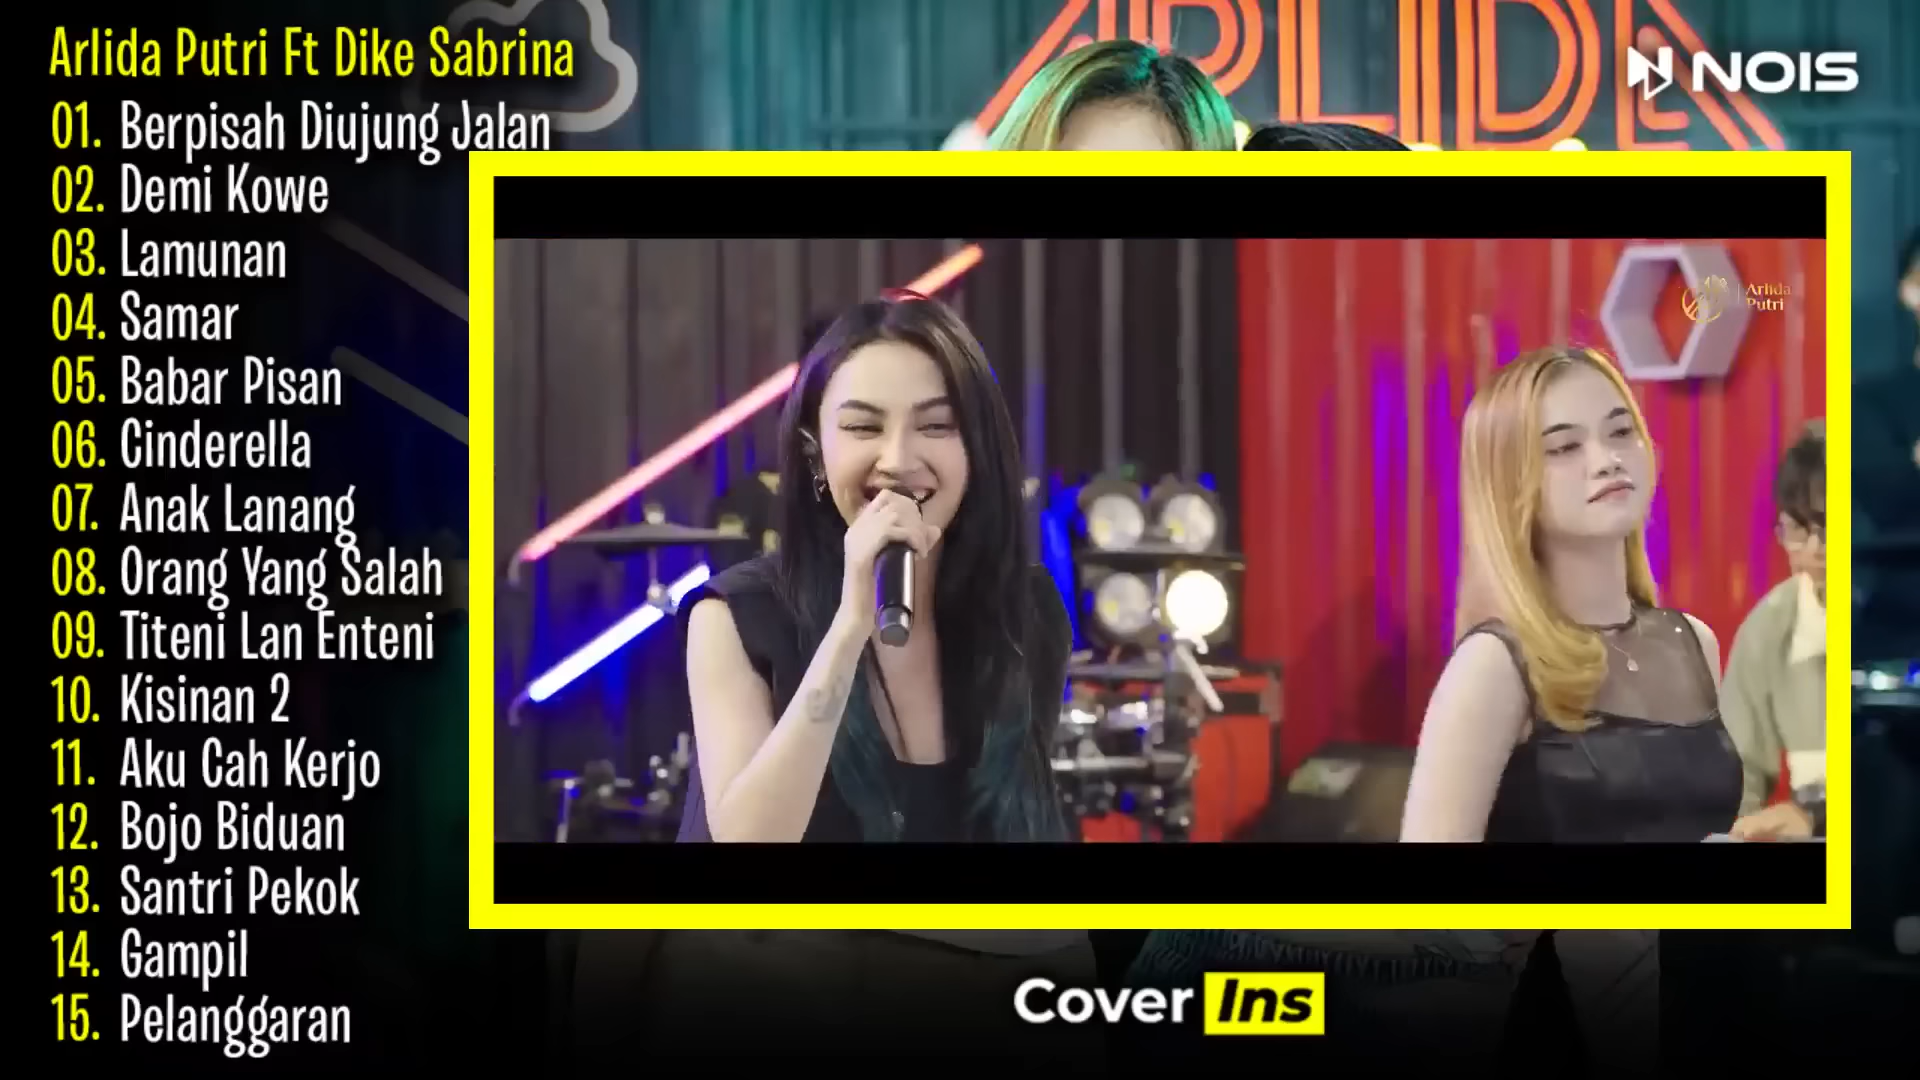 Arlida Putri Ft Dike Sabrina
01. Berpisah Diujung Jalan
02. Demi Kowe
03. Lamunan
04. Samar
05. Babar Pisan
06. Cinderella
07. Anak Lanang
08. Orang Yang Salah
09. Titeni Lan Enteni
10. Kisinan 2
11. Aku Cah Kerjo
12. Bojo Biduan
13. Santri Pekok
14. Gampil
15. Pelanggaran
ARLIDA
NOIS
Arlida
Putri
Cover Ins